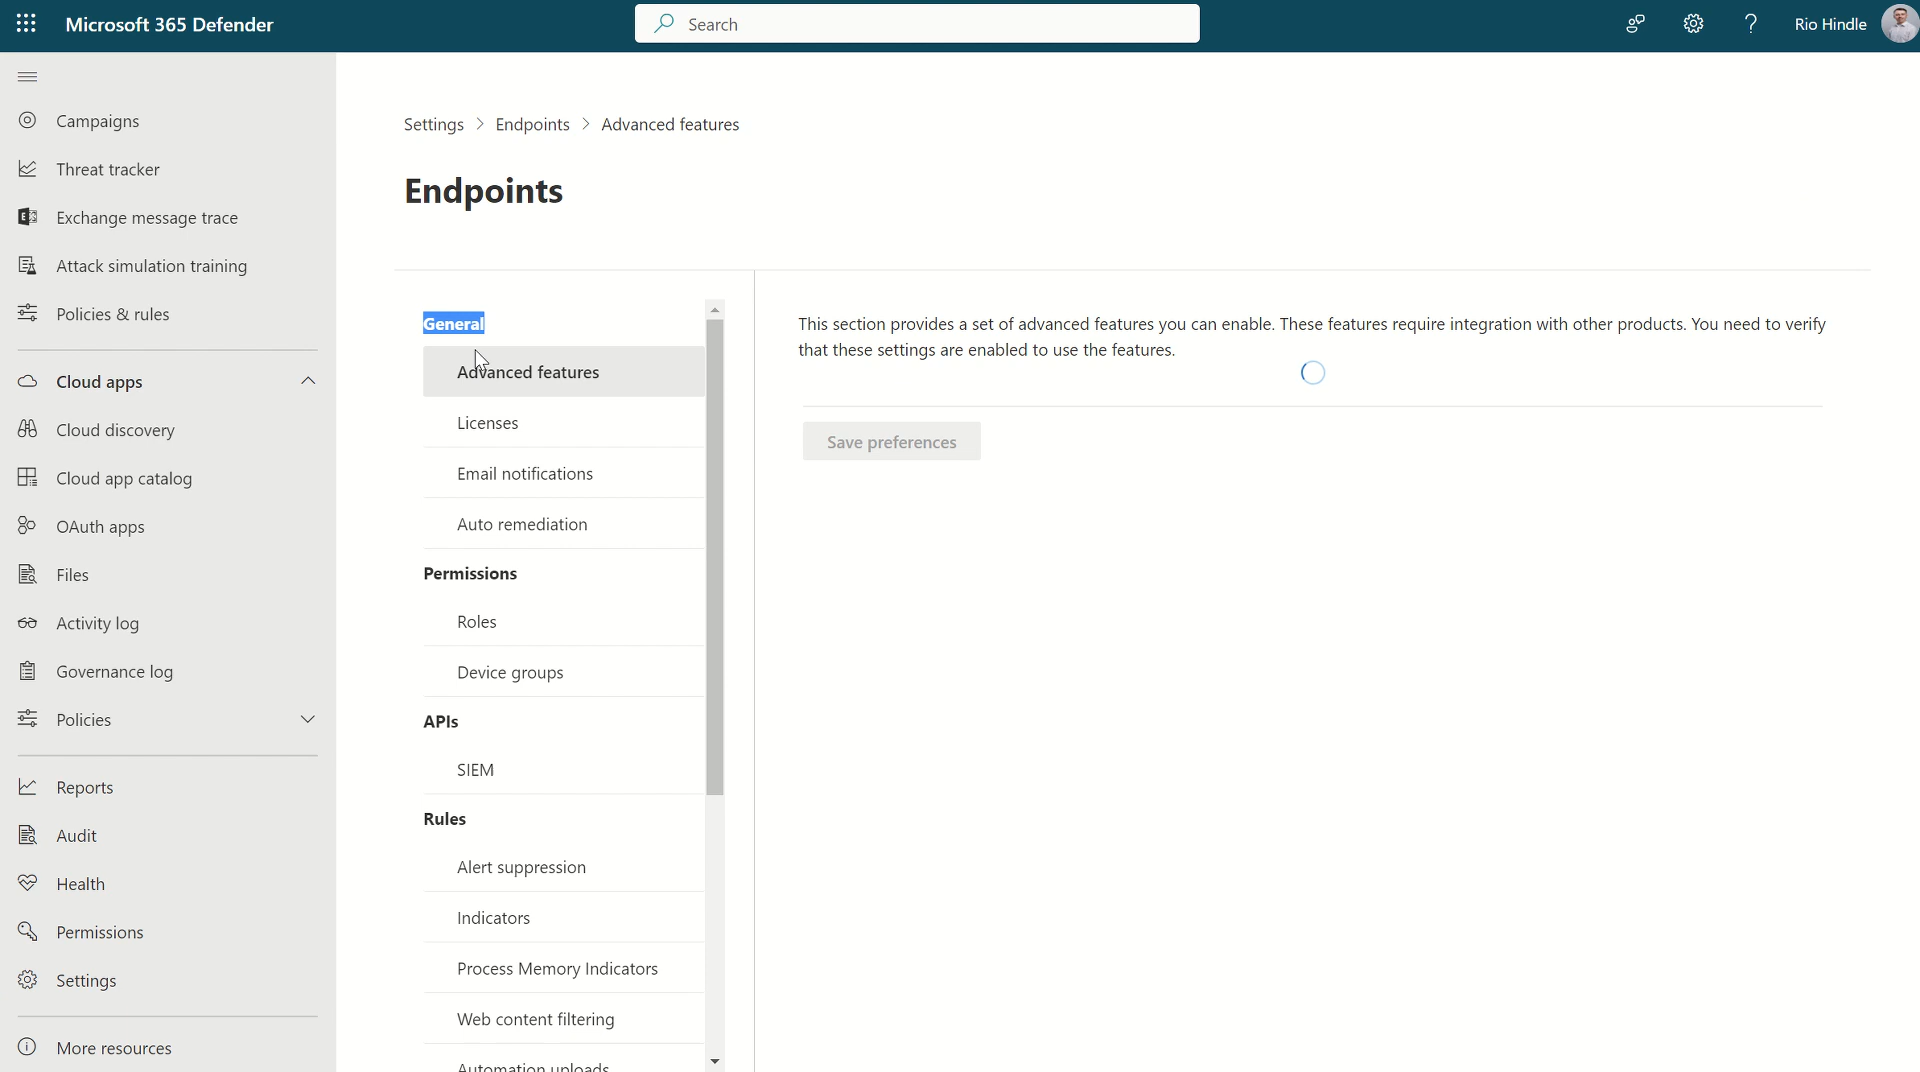 Microsoft 365 Defender
Search
Rio Hindle
Campaigns
Threat tracker
Exchange message trace
Attack simulation training
Policies & rules
Cloud apps
Cloud discovery
Cloud app catalog
OAuth apps
Files
Activity log
Governance log
Policies
Reports
Audit
Health
Permissions
Settings
More resources
Settings > Endpoints > Advanced features
Endpoints
General
Advanced features
Licenses
Email notifications
Auto remediation
Permissions
Roles
Device groups
APIs
SIEM
Rules
Alert suppression
Indicators
Process Memory Indicators
Web content filtering
Automation uploads
This section provides a set of advanced features you can enable. These features require integration with other products. You need to verify
that these settings are enabled to use the features.
Save preferences